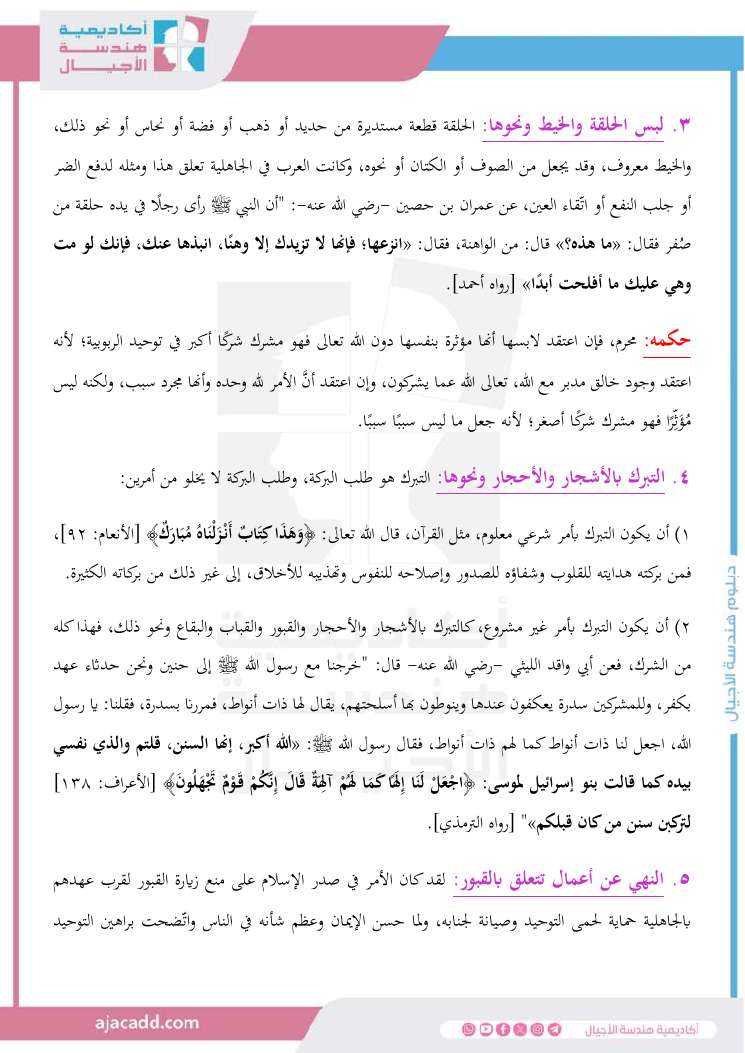 أكاديمية
هندسة
الأجيال
٣. لبس الحلقة والخيط ونحوها: الحلقة قطعة مستديرة من حديد أو ذهب أو فضة أو نحاس أو نحو ذلك،
والخيط معروف، وقد يجعل من الصوف أو الكتان أو نحوه، وكانت العرب في الجاهلية تعلق هذا ومثله لدفع الضر
أو جلب النفع أو اتّقاء العين، عن عمران بن حصين -رضي الله عنه-: "أن النبي ﷺ رأى رجلًا في يده حلقة من
صُفر فقال: «ما هذه؟» قال: من الواهنة، فقال: «انزعها؛ فإنها لا تزيدك إلا وهنًا، انبذها عنك، فإنك لو مت
وهي عليك ما أفلحت أبدًا» [رواه أحمد].
حكمه: محرم، فإن اعتقد لابسها أنها مؤثرة بنفسها دون الله تعالى فهو مشرك شركًا أكبر في توحيد الربوبية؛ لأنه
اعتقد وجود خالق مدبر مع الله، تعالى الله عما يشركون، وإن اعتقد أنَّ الأمر لله وحده وأنها مجرد سبب، ولكنه ليس
مُؤَثِّرًا فهو مشرك شركًا أصغر؛ لأنه جعل ما ليس سببًا سببًا.
٤. التبرك بالأشجار والأحجار ونحوها: التبرك هو طلب البركة، وطلب البركة لا يخلو من أمرين:
١) أن يكون التبرك بأمر شرعي معلوم، مثل القرآن، قال الله تعالى: ﴿وَهَذَا كِتَابٌ أَنْزَلْنَاهُ مُبَارَكٌ﴾ [الأنعام: ٩٢]،
فمن بركته هدايته للقلوب وشفاؤه للصدور وإصلاحه للنفوس وتهذيبه للأخلاق، إلى غير ذلك من بركاته الكثيرة.
٢) أن يكون التبرك بأمر غير مشروع، كالتبرك بالأشجار والأحجار والقبور والقباب والبقاع ونحو ذلك، فهذا كله
من الشرك، فعن أبي واقد الليثي -رضي الله عنه- قال: "خرجنا مع رسول الله ﷺ إلى حنين ونحن حدثاء عهد
بكفر، وللمشركين سدرة يعكفون عندها وينوطون بها أسلحتهم، يقال لها ذات أنواط، فمررنا بسدرة، فقلنا: يا رسول
الله، اجعل لنا ذات أنواط كما لهم ذات أنواط، فقال رسول الله ﷺ: «الله أكبر، إنها السنن، قلتم والذي نفسي
بيده كما قالت بنو إسرائيل لموسى: ﴿اجْعَلْ لَنَا إِلَهًا كَمَا لَهُمْ آلِهَةٌ قَالَ إِنَّكُمْ قَوْمٌ تَجْهَلُونَ﴾ [الأعراف: ١٣٨]
لتركبن سنن من كان قبلكم»" [رواه الترمذي].
٥. النهي عن أعمال تتعلق بالقبور: لقد كان الأمر في صدر الإسلام على منع زيارة القبور لقرب عهدهم
بالجاهلية حماية لحمى التوحيد وصيانة لجنابه، ولما حسن الإيمان وعظم شأنه في الناس واتّضحت براهين التوحيد
دبلوم هندسة الأجيال
أكاديمية
هندسة
الأجيال
أكاديمية هندسة الأجيال
ajacadd.com